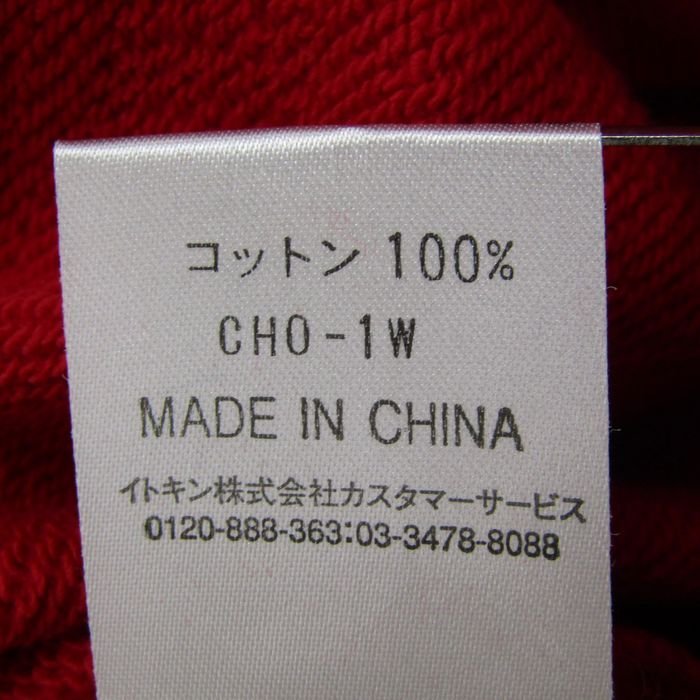 コットン 100%
CHO-1W
MADE IN CHINA
イトキン株式会社カスタマーサービス
0120-888-363:03-3478-8088